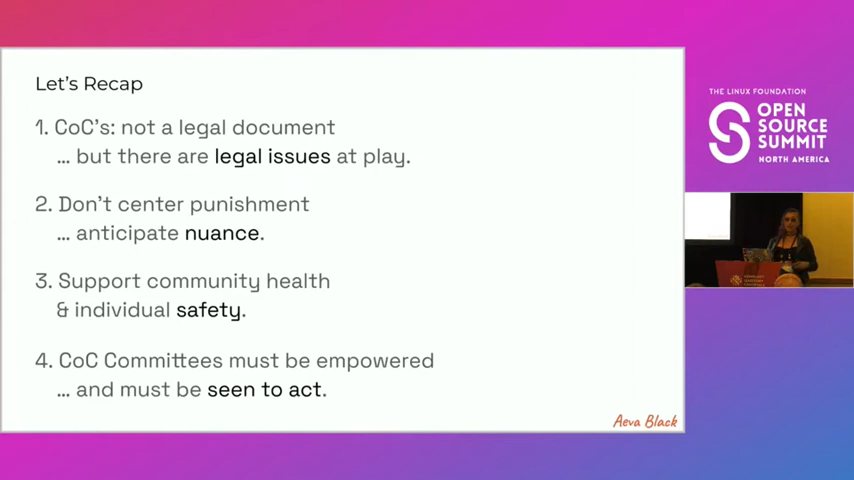 Let's Recap
1. CoC's: not a legal document
... but there are legal issues at play.
2. Don't center punishment
... anticipate nuance.
3. Support community health
& individual safety.
4. CoC Committees must be empowered
... and must be seen to act.
Aeva Black
THE LINUX FOUNDATION
OPEN
SOURCE
SUMMIT
NORTH AMERICA